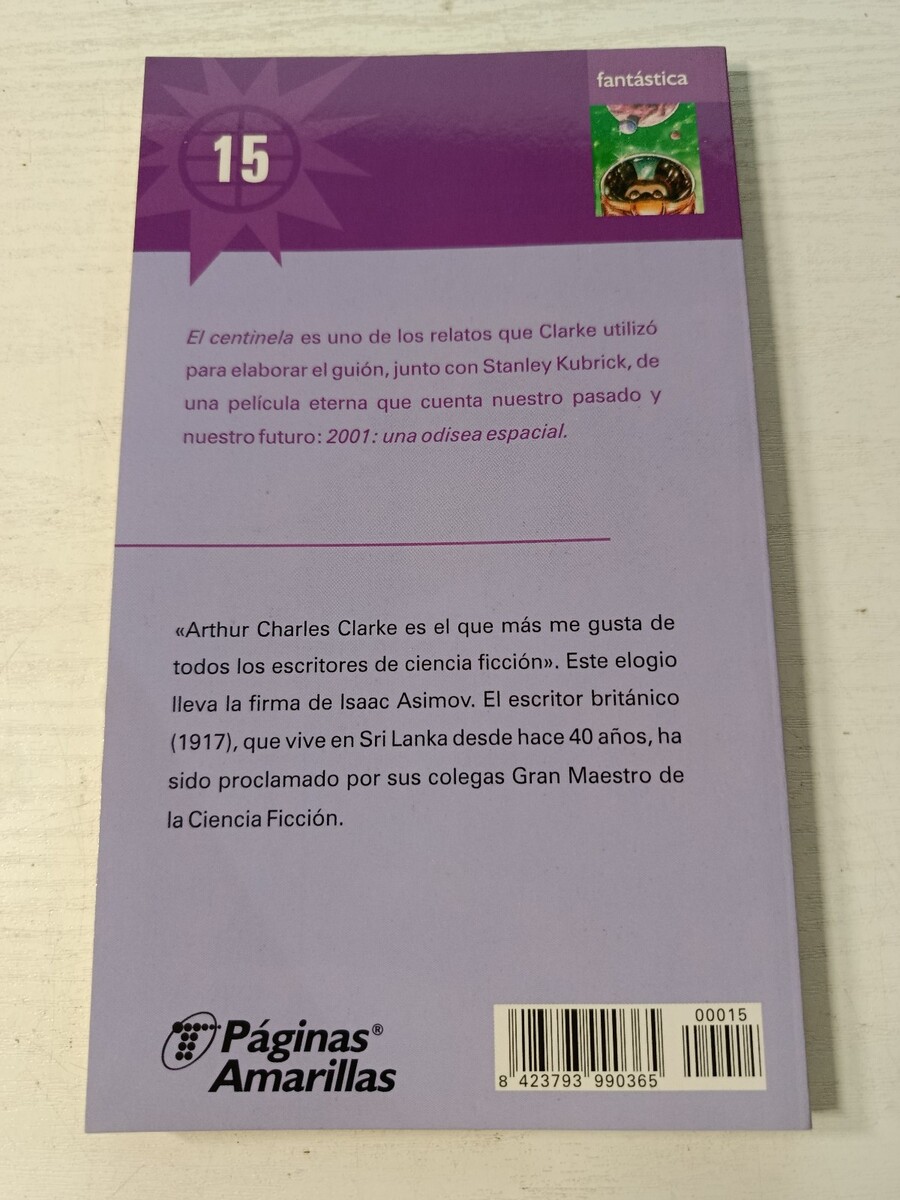 fantástica
15
El centinela es uno de los relatos que Clarke utilizó
para elaborar el guión, junto con Stanley Kubrick, de
una película eterna que cuenta nuestro pasado y
nuestro futuro: 2001: una odisea espacial.
«Arthur Charles Clarke es el que más me gusta de
todos los escritores de ciencia ficción». Este elogio
lleva la firma de Isaac Asimov. El escritor británico
(1917), que vive en Sri Lanka desde hace 40 años, ha
sido proclamado por sus colegas Gran Maestro de
la Ciencia Ficción.
Páginas®
Amarillas
00015
8 423793 990365